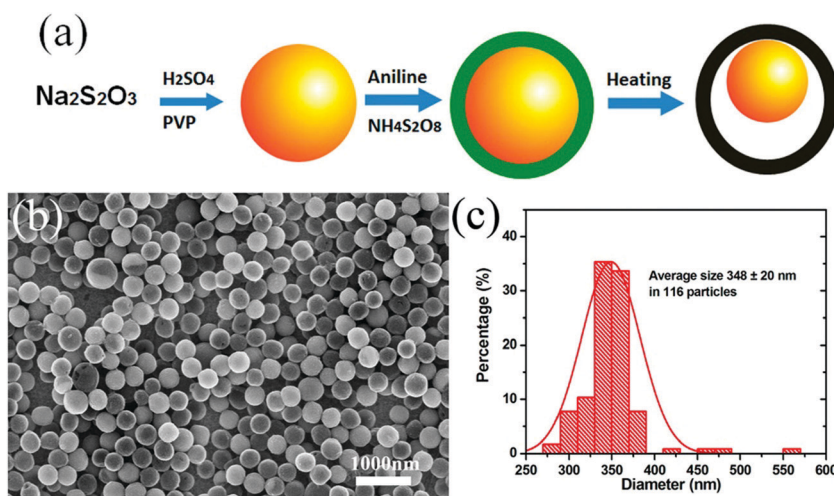 (a)
Na2S2O3
H2SO4
PVP
Aniline
NH4S2O8
Heating
(b)
1000nm
(c)
Percentage (%)
40
30
20
10
0
Average size 348 ± 20 nm
in 116 particles
250 300 350 400 450 500 550 600
Diameter (nm)